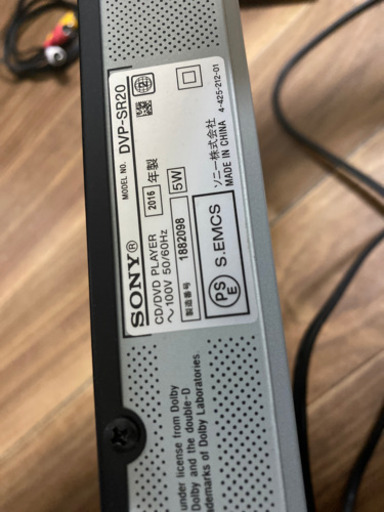 SONY®
MODEL NO. DVP-SR20
CD/DVD PLAYER
～100V 50/60Hz
2016 年製
5W
製造番号 1882098
PS
E
S.EMCS
ソニー株式会社
MADE IN CHINA
4-425-212-01
under license from Dolby
Dolby and the double-D
demarks of Dolby Laboratories.